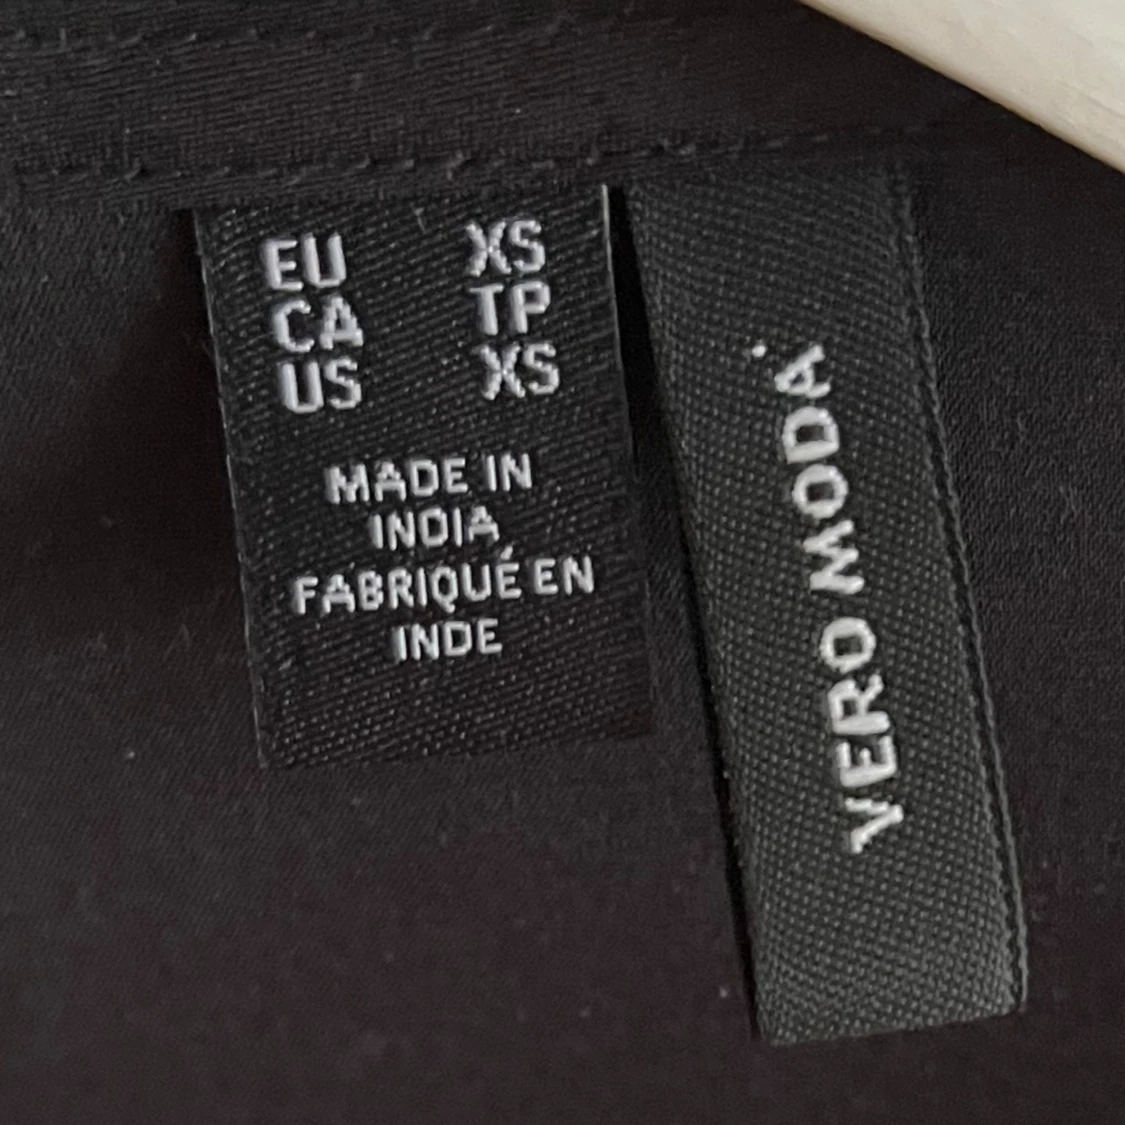 EU XS
CA TP
US XS
MADE IN
INDIA
FABRIQUÉ EN
INDE
VERO MODA